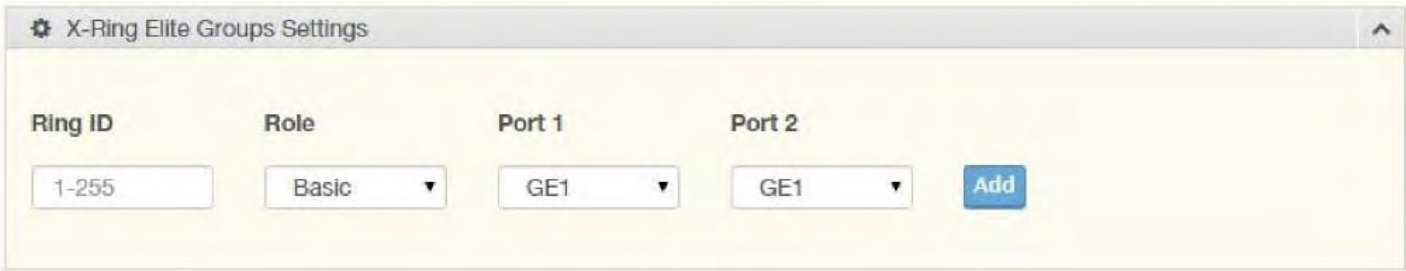 X-Ring Elite Groups Settings
Ring ID Role Port 1 Port 2
1-255 Basic GE1 GE1 Add